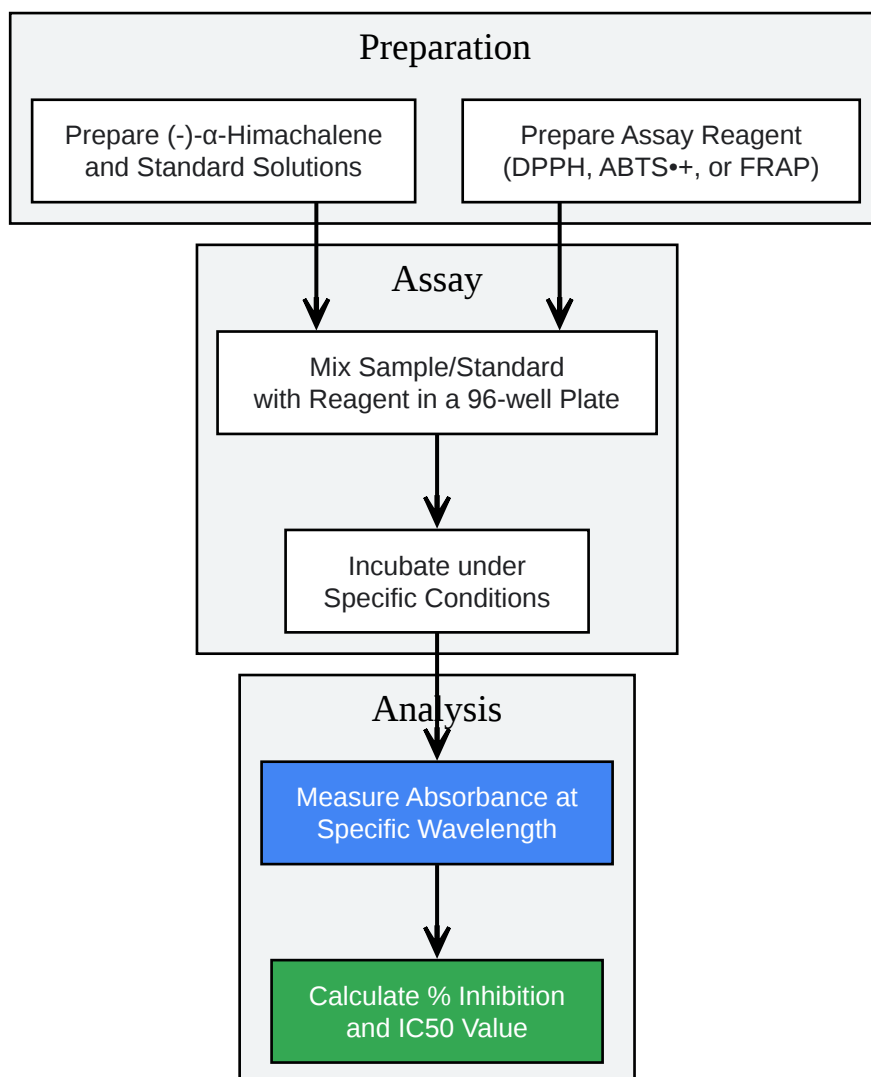 Preparation
Prepare (-)-α-Himachalene
and Standard Solutions
Prepare Assay Reagent
(DPPH, ABTS•+, or FRAP)
Assay
Mix Sample/Standard
with Reagent in a 96-well Plate
Incubate under
Specific Conditions
Analysis
Measure Absorbance at
Specific Wavelength
Calculate % Inhibition
and IC50 Value